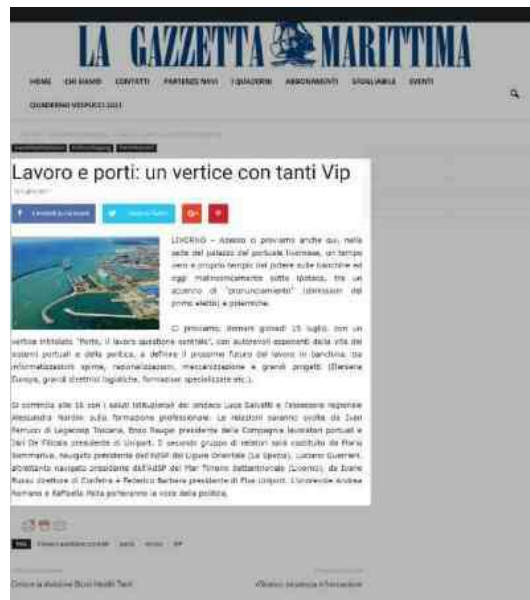 LA GAZZETTA MARITTIMA
HOME CHI SIAMO CONTATTI PARTENZE NAVI I QUADERNI ABBONAMENTI SFOGLIABILE EVENTI
QUADERNO VESPUCCI 2021
Lavoro e porti: un vertice con tanti Vip
LIVORNO – Adesso ci proviamo anche qui, nella
sede del palazzo del portuale livornese, un tempo
vero e proprio tempio del potere sulle banchine ed
oggi malinconicamente sotto ipoteca, tra un
accenno di "pronunciamento" (dimissioni del
primo eletto) e polemiche.
Ci proviamo, domani giovedì 15 luglio, con un
vertice intitolato "Porto, il lavoro questione centrale", con autorevoli esponenti della vita dei
sistemi portuali e della politica, a definire il prossimo futuro del lavoro in banchina, tra
informatizzazioni spinte, razionalizzazioni, meccanizzazione e grandi progetti (Darsena
Europa, grandi direttrici logistiche, formazioni specializzate etc.).
Si comincia alle 16 con i saluti istituzionali del sindaco Luca Salvetti e l'assessore regionale
Alessandra Nardini sulla formazione professionale. Le relazioni saranno svolte da Ivan
Ferrucci di Legacoop Toscana, Enzo Raugei presidente della Compagnia lavoratori portuali e
Jari De Filicaia presidente di Uniport. Il secondo gruppo di relatori sarà costituito da Mario
Sommariva, navigato presidente dell'AdSP del Ligure Orientale (La Spezia), Luciano Guerrieri,
altrettanto navigato presidente dell'AdSP del Mar Tirreno Settentrionale (Livorno), da Ivano
Russo direttore di Confetra e Federico Barbera presidente di Fise Uniport. L'onorevole Andrea
Romano e Raffaella Paita porteranno la voce della politica.